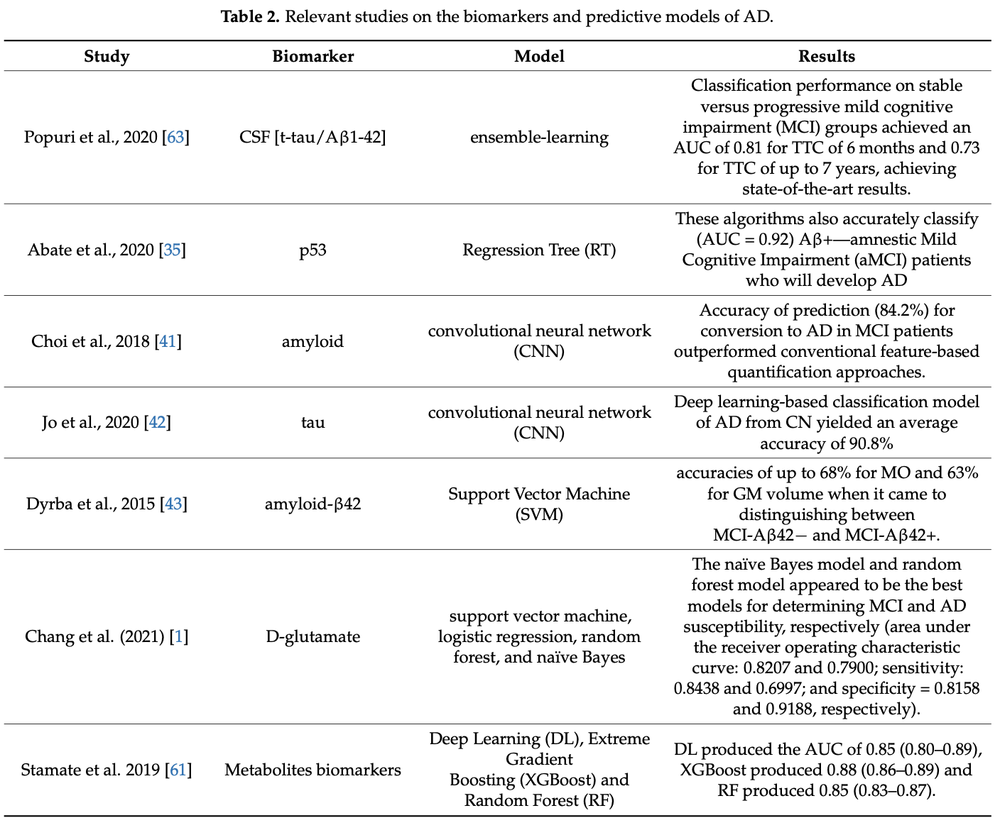 Table 2. Relevant studies on the biomarkers and predictive models of AD.
Study Biomarker Model Results
Popuri et al., 2020 [63] CSF [t-tau/Aβ1-42] ensemble-learning
Classification performance on stable
versus progressive mild cognitive
impairment (MCI) groups achieved an
AUC of 0.81 for TTC of 6 months and 0.73
for TTC of up to 7 years, achieving
state-of-the-art results.
Abate et al., 2020 [35] p53 Regression Tree (RT)
These algorithms also accurately classify
(AUC = 0.92) Aβ+—amnestic Mild
Cognitive Impairment (aMCI) patients
who will develop AD
Choi et al., 2018 [41] amyloid
convolutional neural network
(CNN)
Accuracy of prediction (84.2%) for
conversion to AD in MCI patients
outperformed conventional feature-based
quantification approaches.
Jo et al., 2020 [42] tau
convolutional neural network
(CNN)
Deep learning-based classification model
of AD from CN yielded an average
accuracy of 90.8%
Dyrba et al., 2015 [43] amyloid-β42
Support Vector Machine
(SVM)
accuracies of up to 68% for MO and 63%
for GM volume when it came to
distinguishing between
MCI-Aβ42− and MCI-Aβ42+.
Chang et al. (2021) [1] D-glutamate
support vector machine,
logistic regression, random
forest, and naïve Bayes
The naïve Bayes model and random
forest model appeared to be the best
models for determining MCI and AD
susceptibility, respectively (area under
the receiver operating characteristic
curve: 0.8207 and 0.7900; sensitivity:
0.8438 and 0.6997; and specificity = 0.8158
and 0.9188, respectively).
Stamate et al. 2019 [61] Metabolites biomarkers
Deep Learning (DL), Extreme
Gradient
Boosting (XGBoost) and
Random Forest (RF)
DL produced the AUC of 0.85 (0.80–0.89),
XGBoost produced 0.88 (0.86–0.89) and
RF produced 0.85 (0.83–0.87).